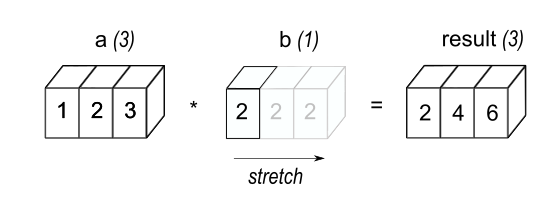 a (3) b (1) result (3)
1 2 3 * 2 2 2 = 2 4 6
stretch